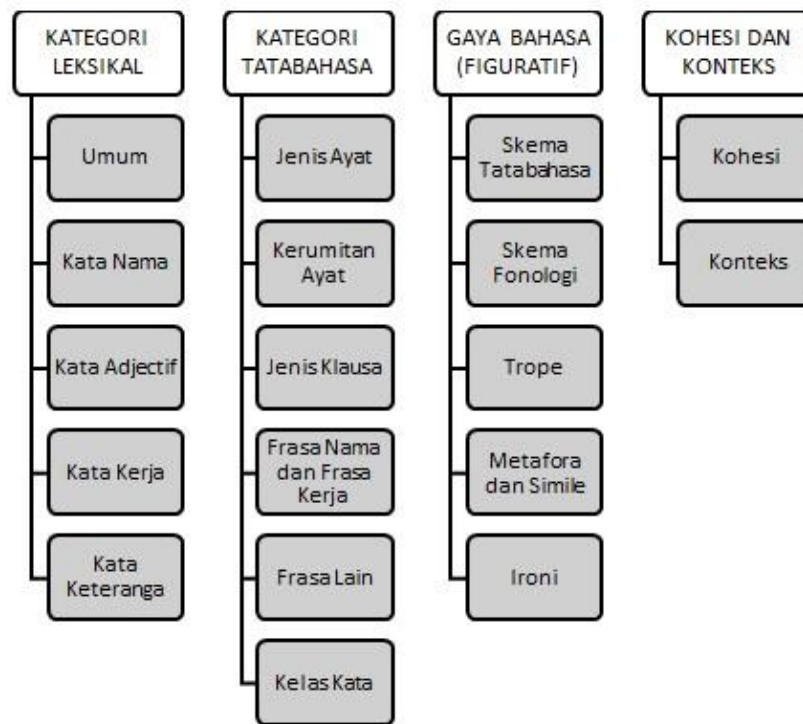 KATEGORI
LEKSIKAL
Umum
Kata Nama
Kata Adjectif
Kata Kerja
Kata
Keteranga
KATEGORI
TATABAHASA
Jenis Ayat
Kerumitan
Ayat
Jenis Klausa
Frasa Nama
dan Frasa
Kerja
Frasa Lain
Kelas Kata
GAYA BAHASA
(FIGURATIF)
Skema
Tatabahasa
Skema
Fonologi
Trope
Metafora
dan Simile
Ironi
KOHESI DAN
KONTEKS
Kohesi
Konteks